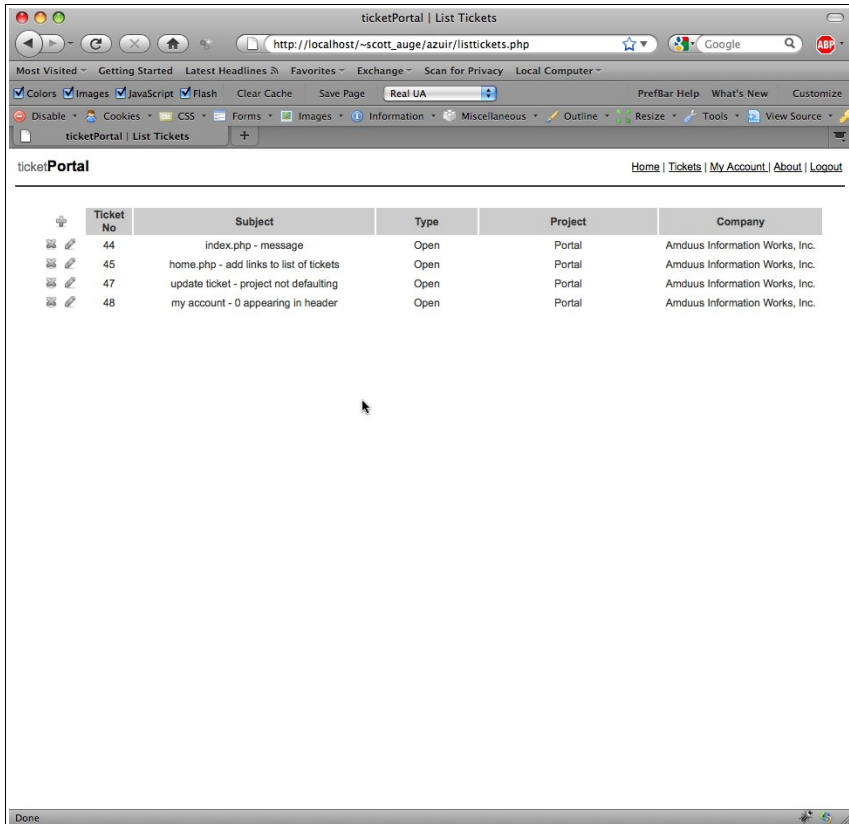 ticketPortal | List Tickets
http://localhost/~scott_auge/azuir/listtickets.php
Google
ABP
Most Visited Getting Started Latest Headlines Favorites Exchange Scan for Privacy Local Computer
Colors Images JavaScript Flash Clear Cache Save Page Real UA PrefBar Help What's New Customize
Disable Cookies CSS Forms Images Information Miscellaneous Outline Resize Tools View Source
ticketPortal | List Tickets
ticketPortal
Home | Tickets | My Account | About | Logout
Ticket No Subject Type Project Company
44 index.php - message Open Portal Amduus Information Works, Inc.
45 home.php - add links to list of tickets Open Portal Amduus Information Works, Inc.
47 update ticket - project not defaulting Open Portal Amduus Information Works, Inc.
48 my account - 0 appearing in header Open Portal Amduus Information Works, Inc.
Done